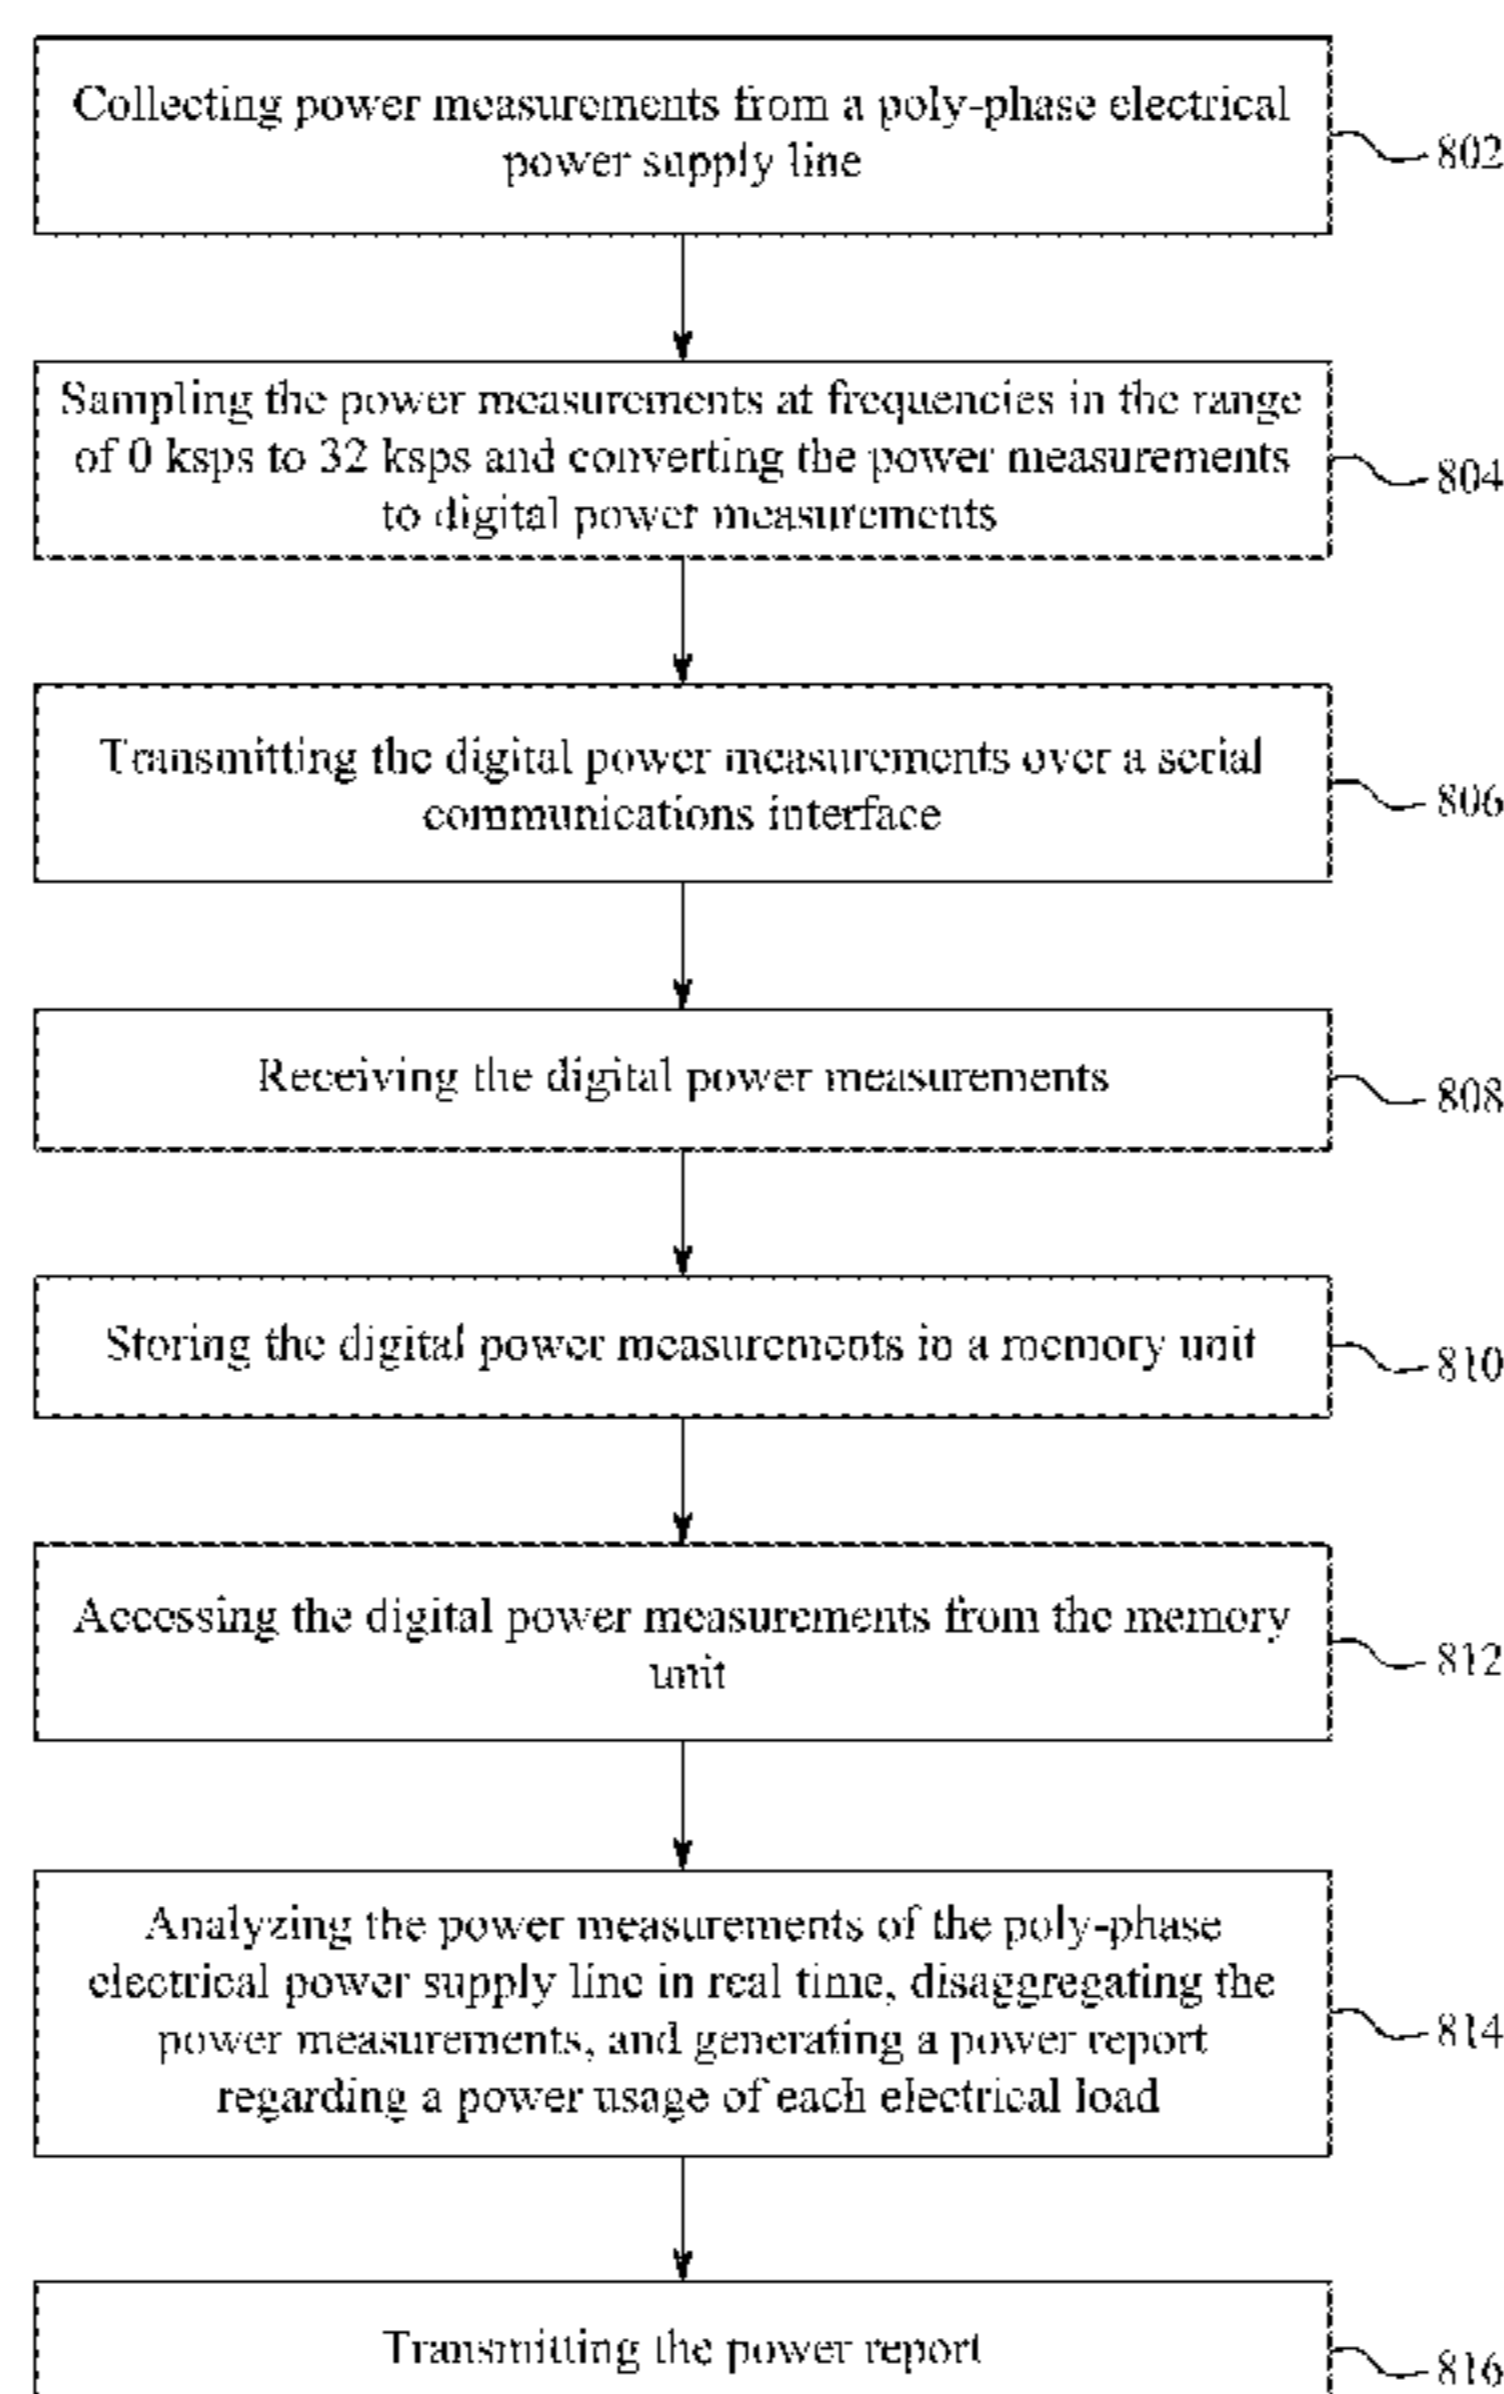 Collecting power measurements from a poly-phase electrical
power supply line
802
Sampling the power measurements at frequencies in the range
of 0 ksps to 32 ksps and converting the power measurements
to digital power measurements
804
Transmitting the digital power measurements over a serial
communications interface
806
Receiving the digital power measurements
808
Storing the digital power measurements in a memory unit
810
Accessing the digital power measurements from the memory
unit
812
Analyzing the power measurements of the poly-phase
electrical power supply line in real time, disaggregating the
power measurements, and generating a power report
regarding a power usage of each electrical load
814
Transmitting the power report
816